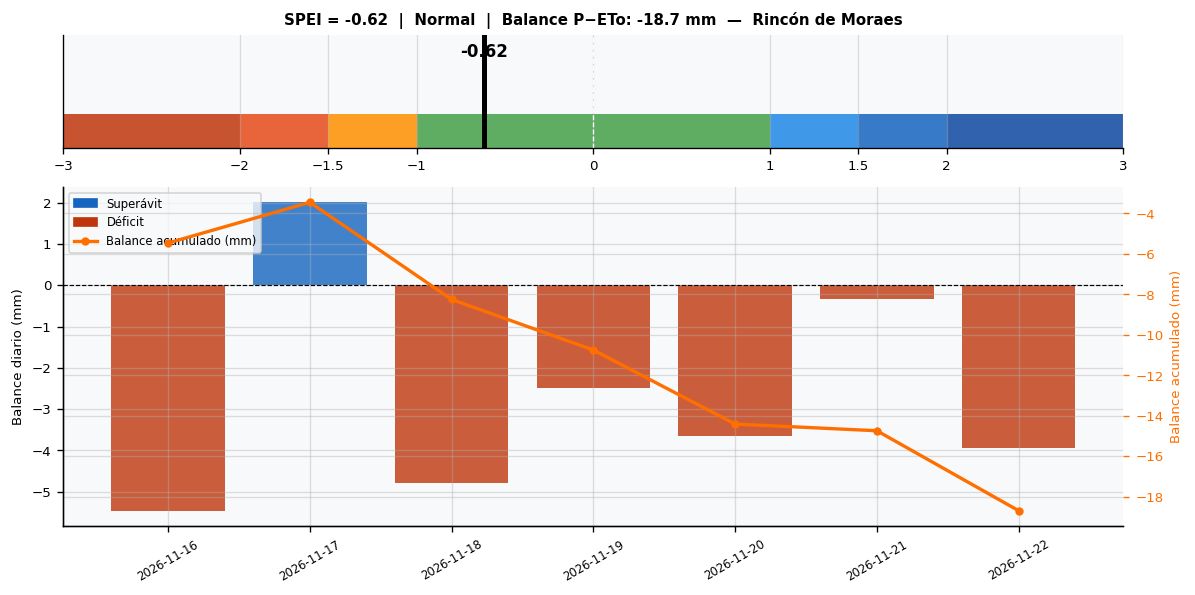 SPEI = -0.62  |  Normal  |  Balance P−ETo: -18.7 mm  —  Rincón de Moraes
-0.62
−3 −2 −1.5 −1 0 1 1.5 2 3
Superávit
Déficit
Balance acumulado (mm)
Balance diario (mm)
2
1
0
−1
−2
−3
−4
−5
−4
−6
−8
−10
−12
−14
−16
−18
Balance acumulado (mm)
2026-11-16 2026-11-17 2026-11-18 2026-11-19 2026-11-20 2026-11-21 2026-11-22